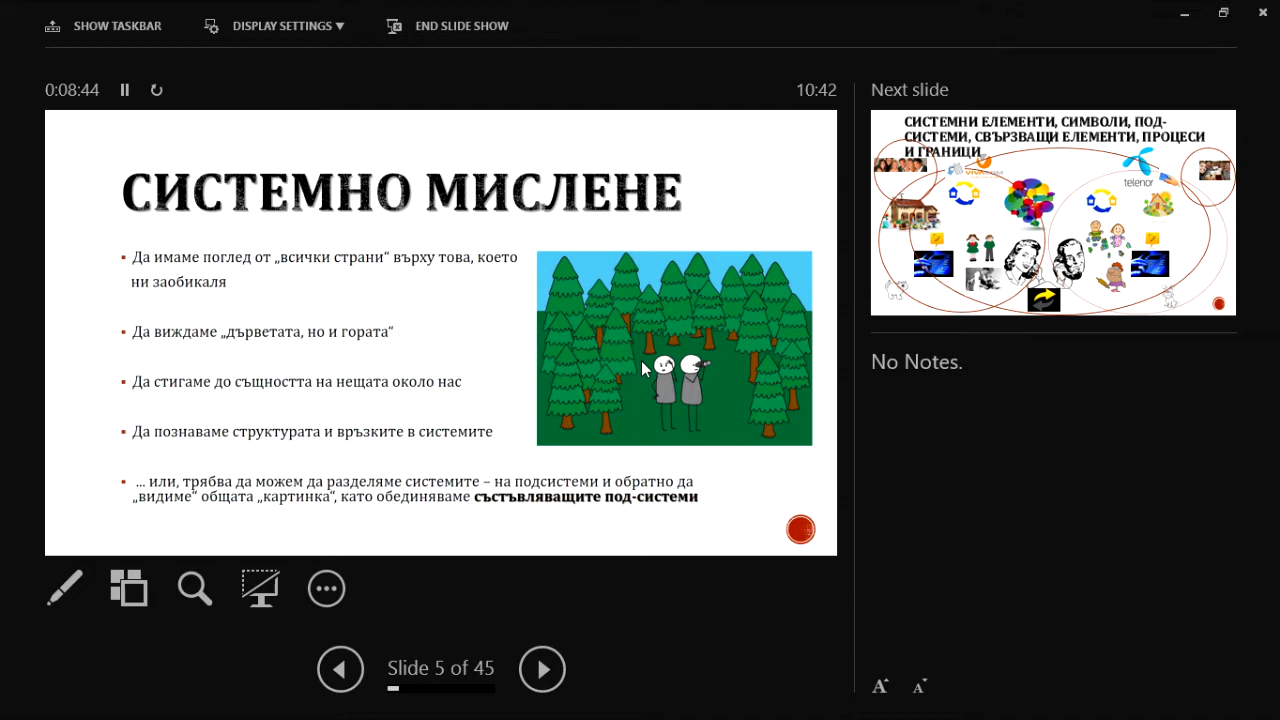 SHOW TASKBAR
DISPLAY SETTINGS ▼
END SLIDE SHOW
0:08:44
10:42
Next slide
СИСТЕМНО МИСЛЕНЕ
▪ Да имаме поглед от „всички страни“ върху това, което
ни заобикаля
▪ Да виждаме „дърветата, но и гората“
▪ Да стигаме до същността на нещата около нас
▪ Да познаваме структурата и връзките в системите
▪ ... или, трябва да можем да разделяме системите – на подсистеми и обратно да
„видиме“ общата „картинка“, като обединяваме състъвляващите под-системи
СИСТЕМНИ ЕЛЕМЕНТИ, СИМВОЛИ, ПОД-
СИСТЕМИ, СВЪРЗВАЩИ ЕЛЕМЕНТИ, ПРОЦЕСИ
И ГРАНИЦИ
telenor
No Notes.
Slide 5 of 45
A A